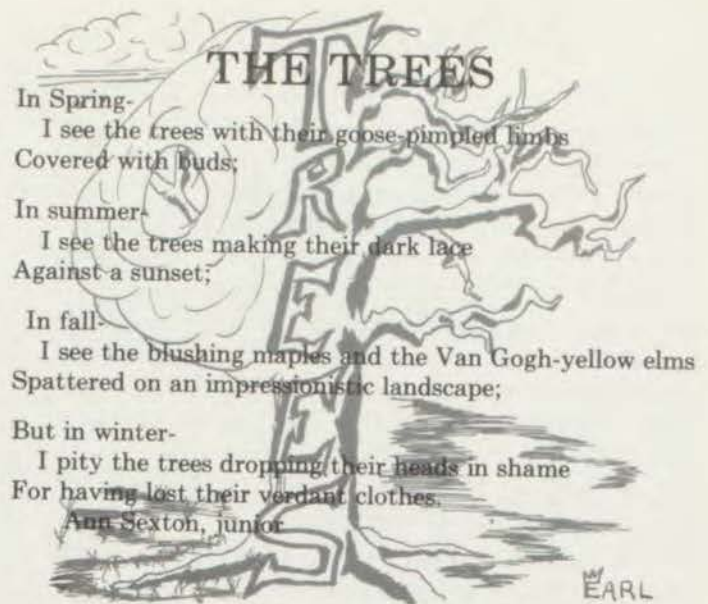 THE TREES
In Spring-
I see the trees with their goose-pimpled limbs
Covered with buds;
In summer-
I see the trees making their dark lace
Against a sunset;
In fall-
I see the blushing maples and the Van Gogh-yellow elms
Spattered on an impressionistic landscape;
But in winter-
I pity the trees dropping their heads in shame
For having lost their verdant clothes.
Ann Sexton, junior
TREES
EARL